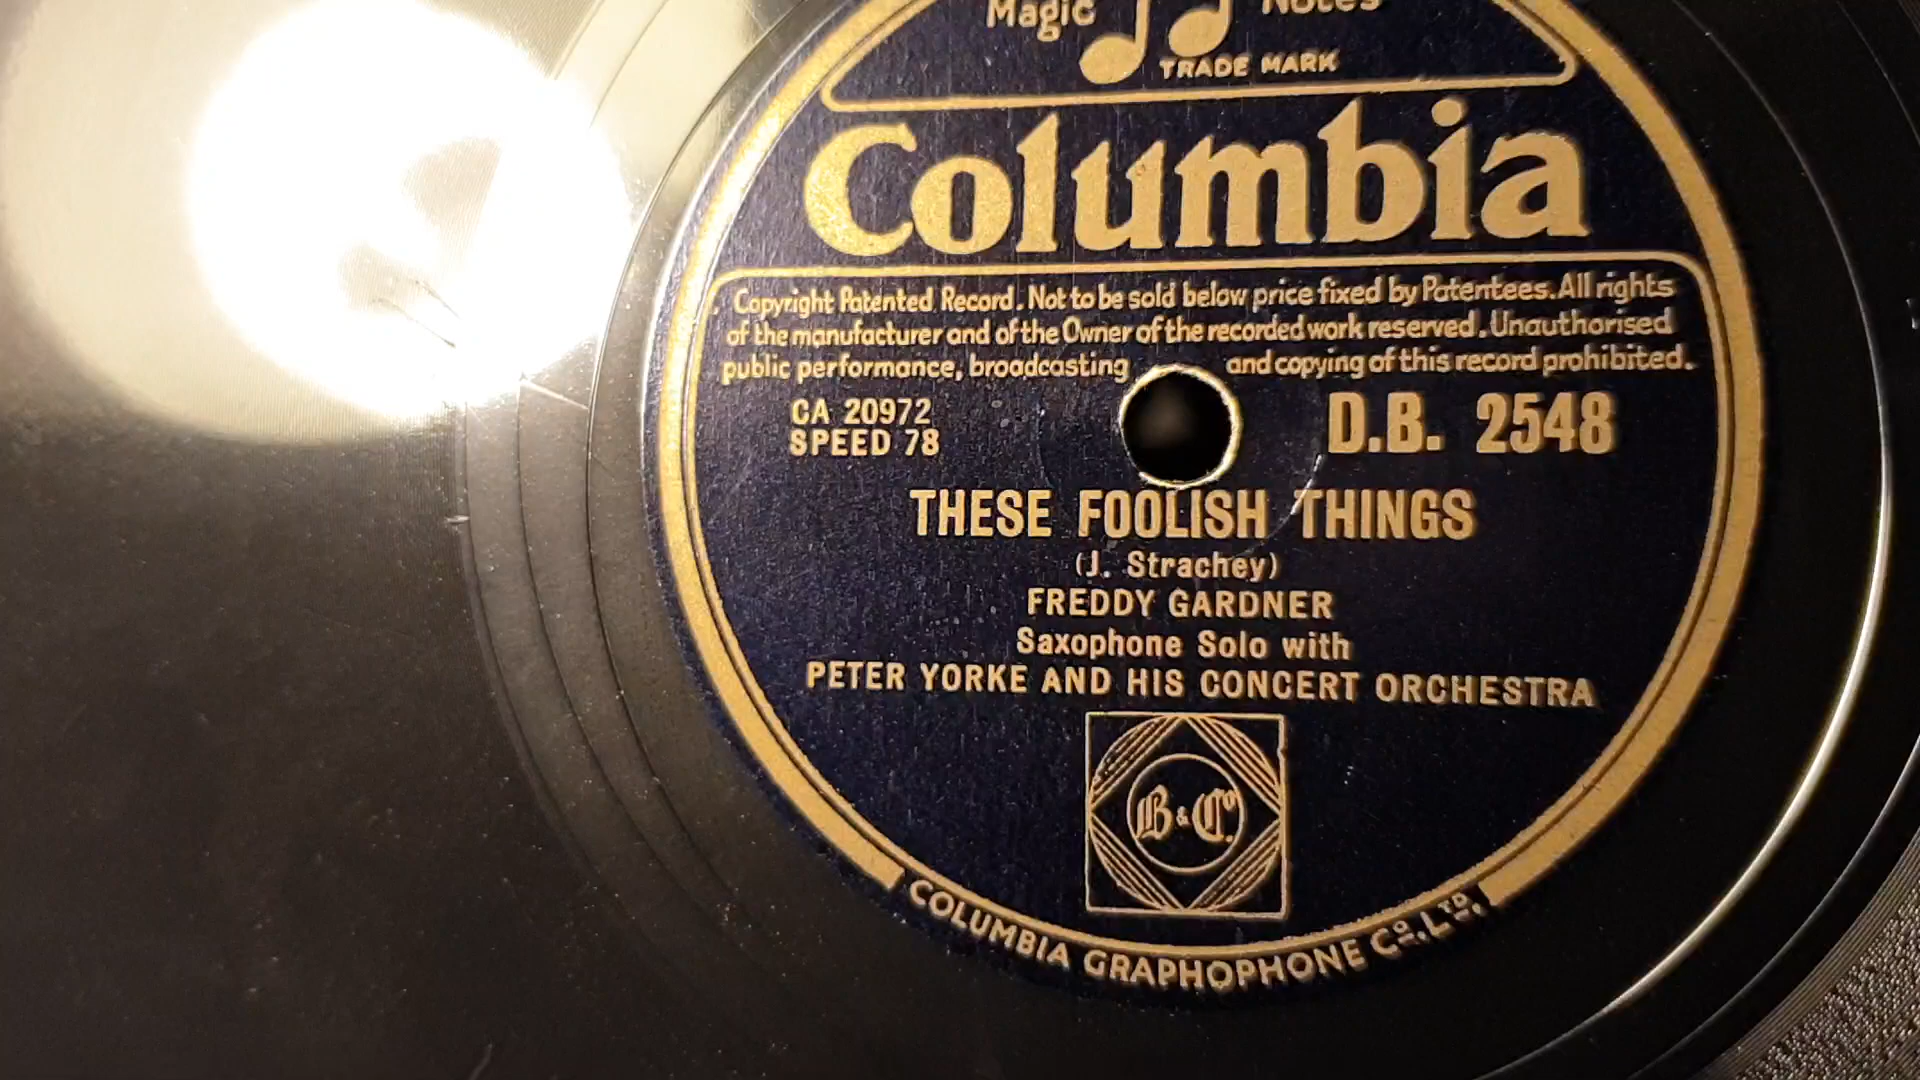 Magic Notes
TRADE MARK
Columbia
Copyright Patented Record. Not to be sold below price fixed by Patentees. All rights
of the manufacturer and of the Owner of the recorded work reserved. Unauthorised
public performance, broadcasting and copying of this record prohibited.
CA 20972
SPEED 78
D.B. 2548
THESE FOOLISH THINGS
(J. Strachey)
FREDDY GARDNER
Saxophone Solo with
PETER YORKE AND HIS CONCERT ORCHESTRA
B & Co.
COLUMBIA GRAPHOPHONE Co. LTD.